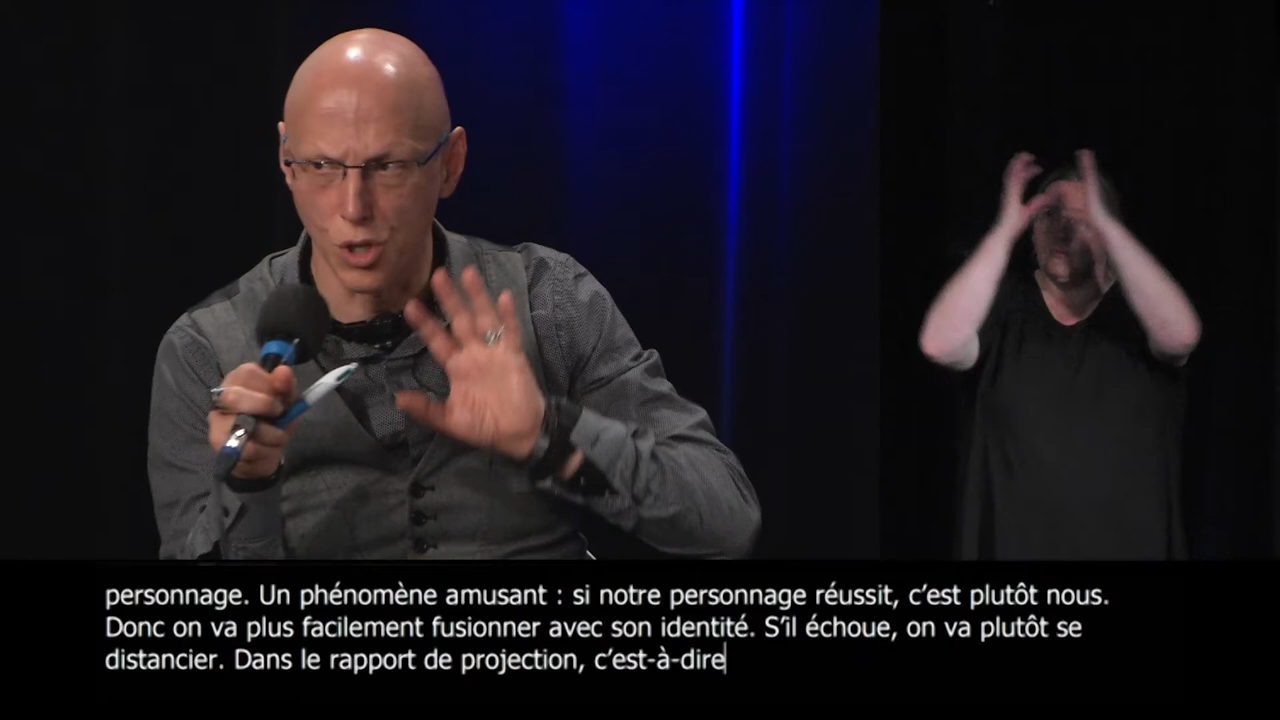 personnage. Un phénomène amusant : si notre personnage réussit, c’est plutôt nous.
Donc on va plus facilement fusionner avec son identité. S’il échoue, on va plutôt se
distancier. Dans le rapport de projection, c’est-à-dire